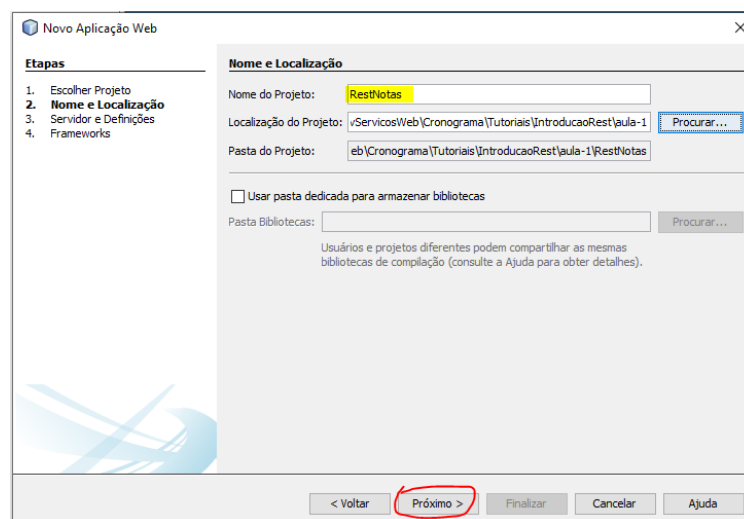 Novo Aplicação Web
Etapas
1. Escolher Projeto
2. Nome e Localização
3. Servidor e Definições
4. Frameworks
Nome e Localização
Nome do Projeto: RestNotas
Localização do Projeto: vServicosWeb\Cronograma\Tutoriais\IntroducaoRest\aula-1 Procurar...
Pasta do Projeto: eb\Cronograma\Tutoriais\IntroducaoRest\aula-1\RestNotas
Usar pasta dedicada para armazenar bibliotecas
Pasta Bibliotecas: Procurar...
Usuários e projetos diferentes podem compartilhar as mesmas
bibliotecas de compilação (consulte a Ajuda para obter detalhes).
< Voltar Próximo > Finalizar Cancelar Ajuda